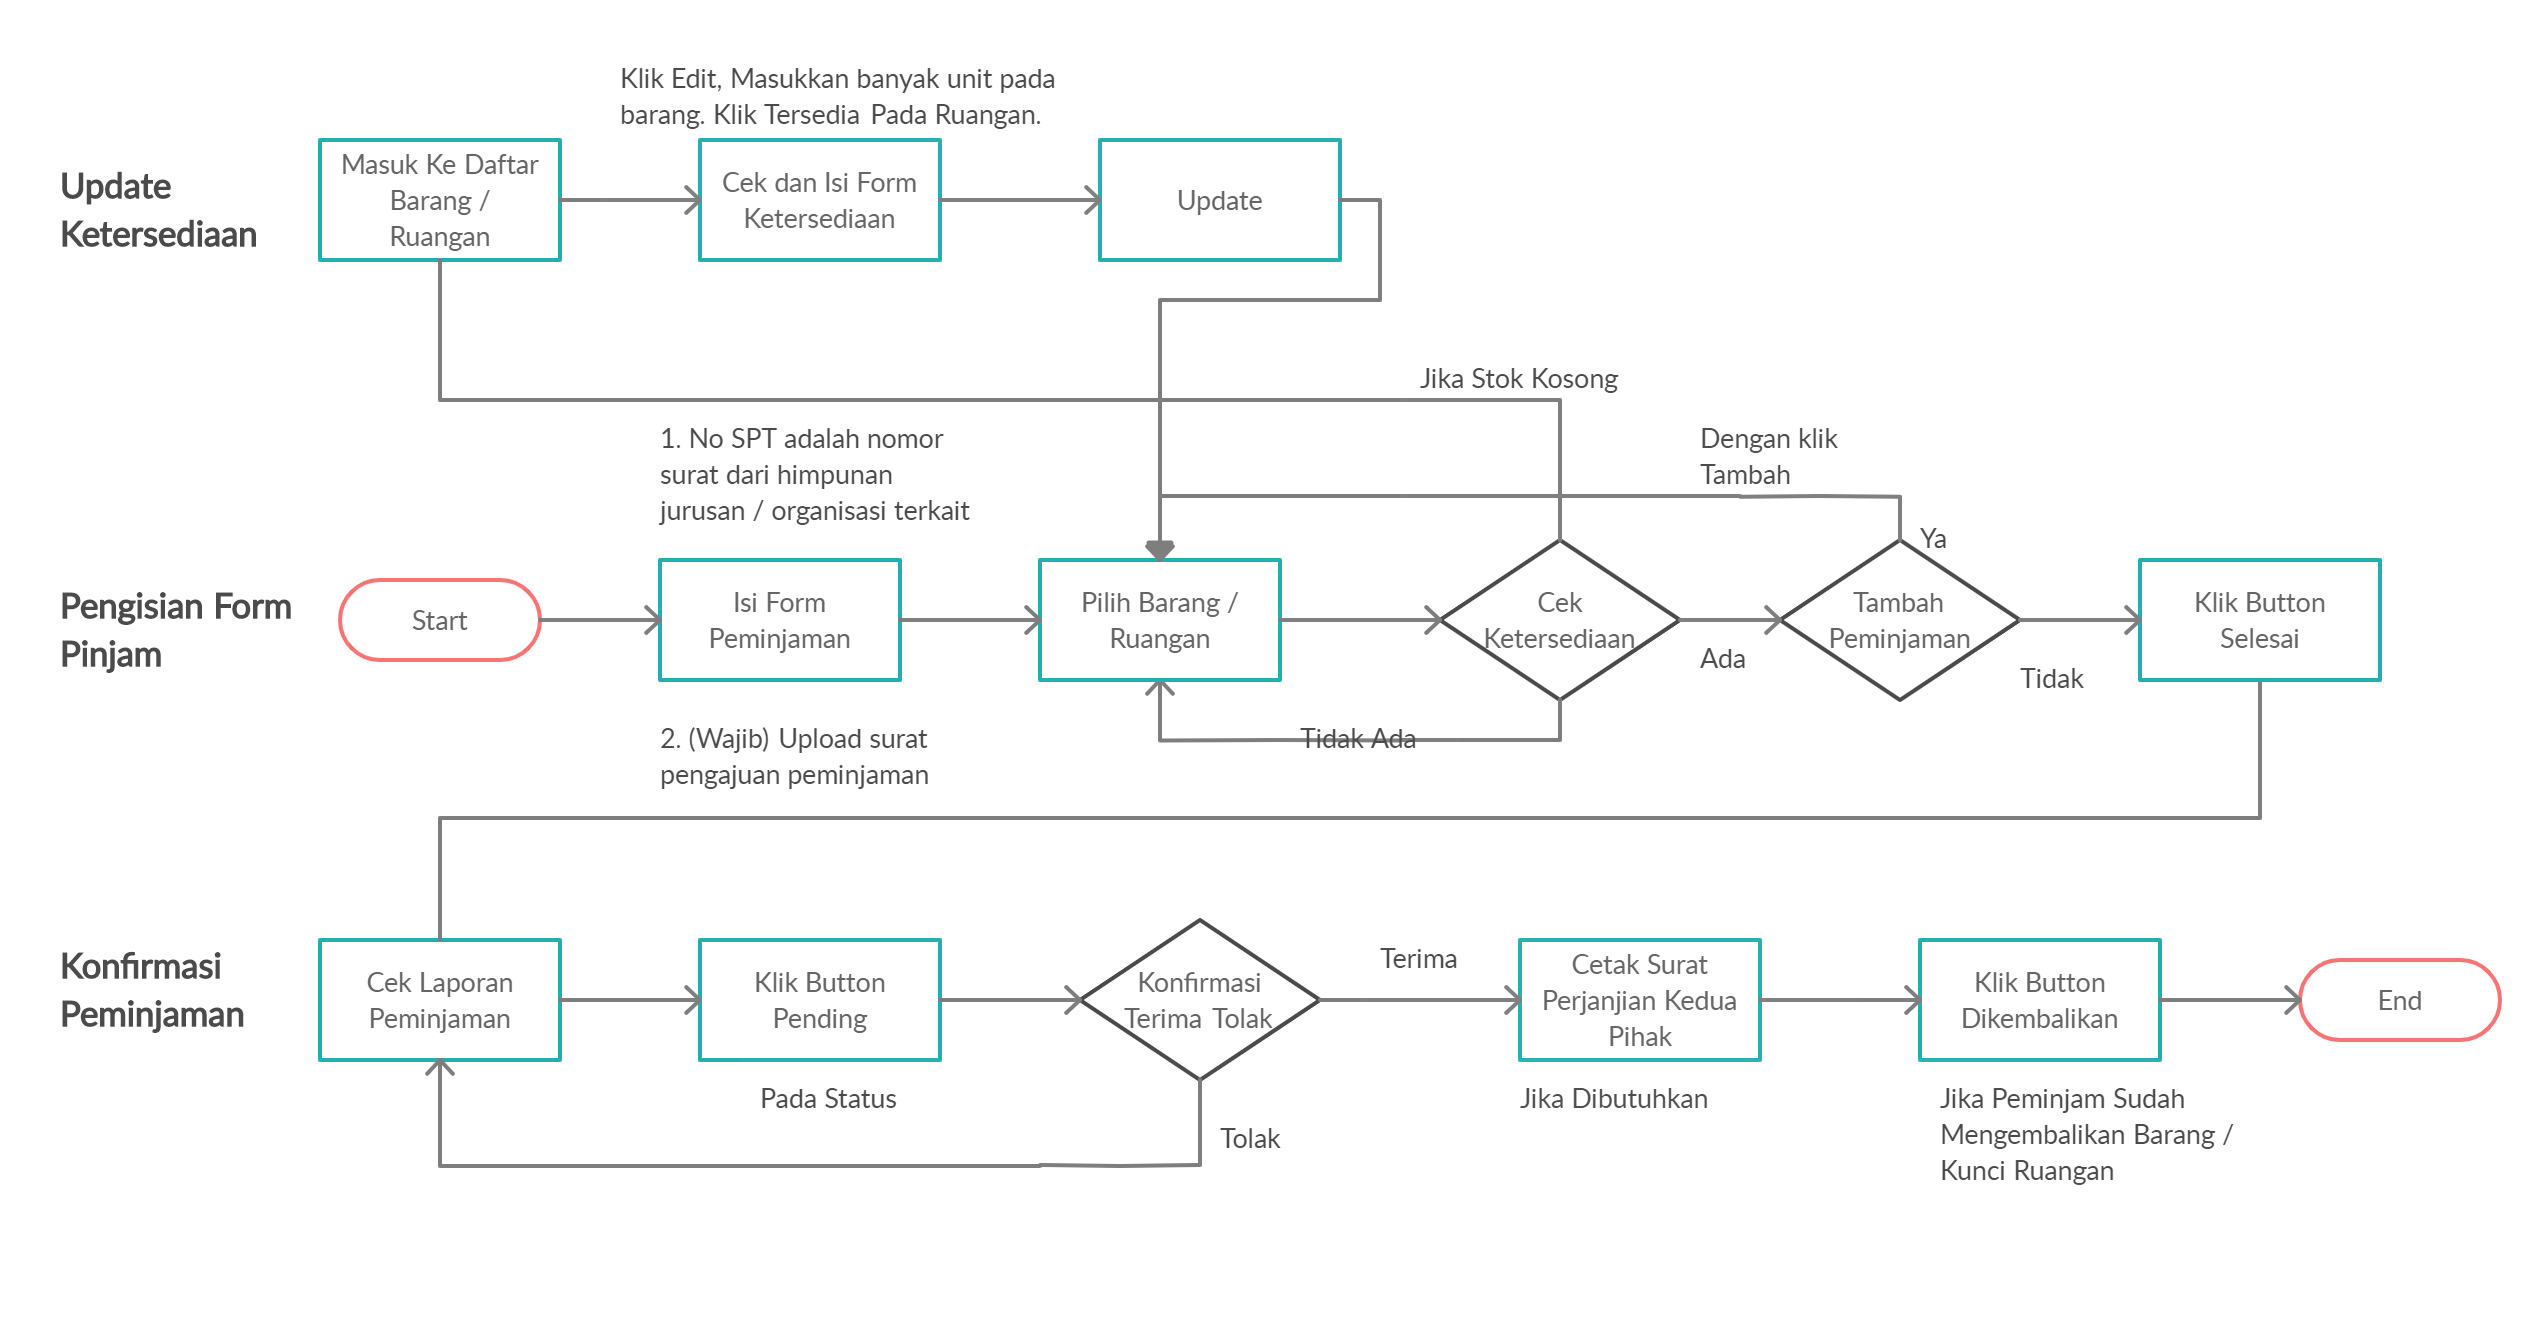 Klik Edit, Masukkan banyak unit pada
barang. Klik Tersedia Pada Ruangan.
Update
Ketersediaan
Masuk Ke Daftar
Barang /
Ruangan
Cek dan Isi Form
Ketersediaan
Update
Jika Stok Kosong
1. No SPT adalah nomor
surat dari himpunan
jurusan / organisasi terkait
Dengan klik
Tambah
Ya
Pengisian Form
Pinjam
Start
Isi Form
Peminjaman
Pilih Barang /
Ruangan
Cek
Ketersediaan
Ada
Tambah
Peminjaman
Tidak
Klik Button
Selesai
2. (Wajib) Upload surat
pengajuan peminjaman
Tidak Ada
Konfirmasi
Peminjaman
Cek Laporan
Peminjaman
Klik Button
Pending
Konfirmasi
Terima Tolak
Terima
Cetak Surat
Perjanjian Kedua
Pihak
Klik Button
Dikembalikan
End
Pada Status
Tolak
Jika Dibutuhkan
Jika Peminjam Sudah
Mengembalikan Barang /
Kunci Ruangan